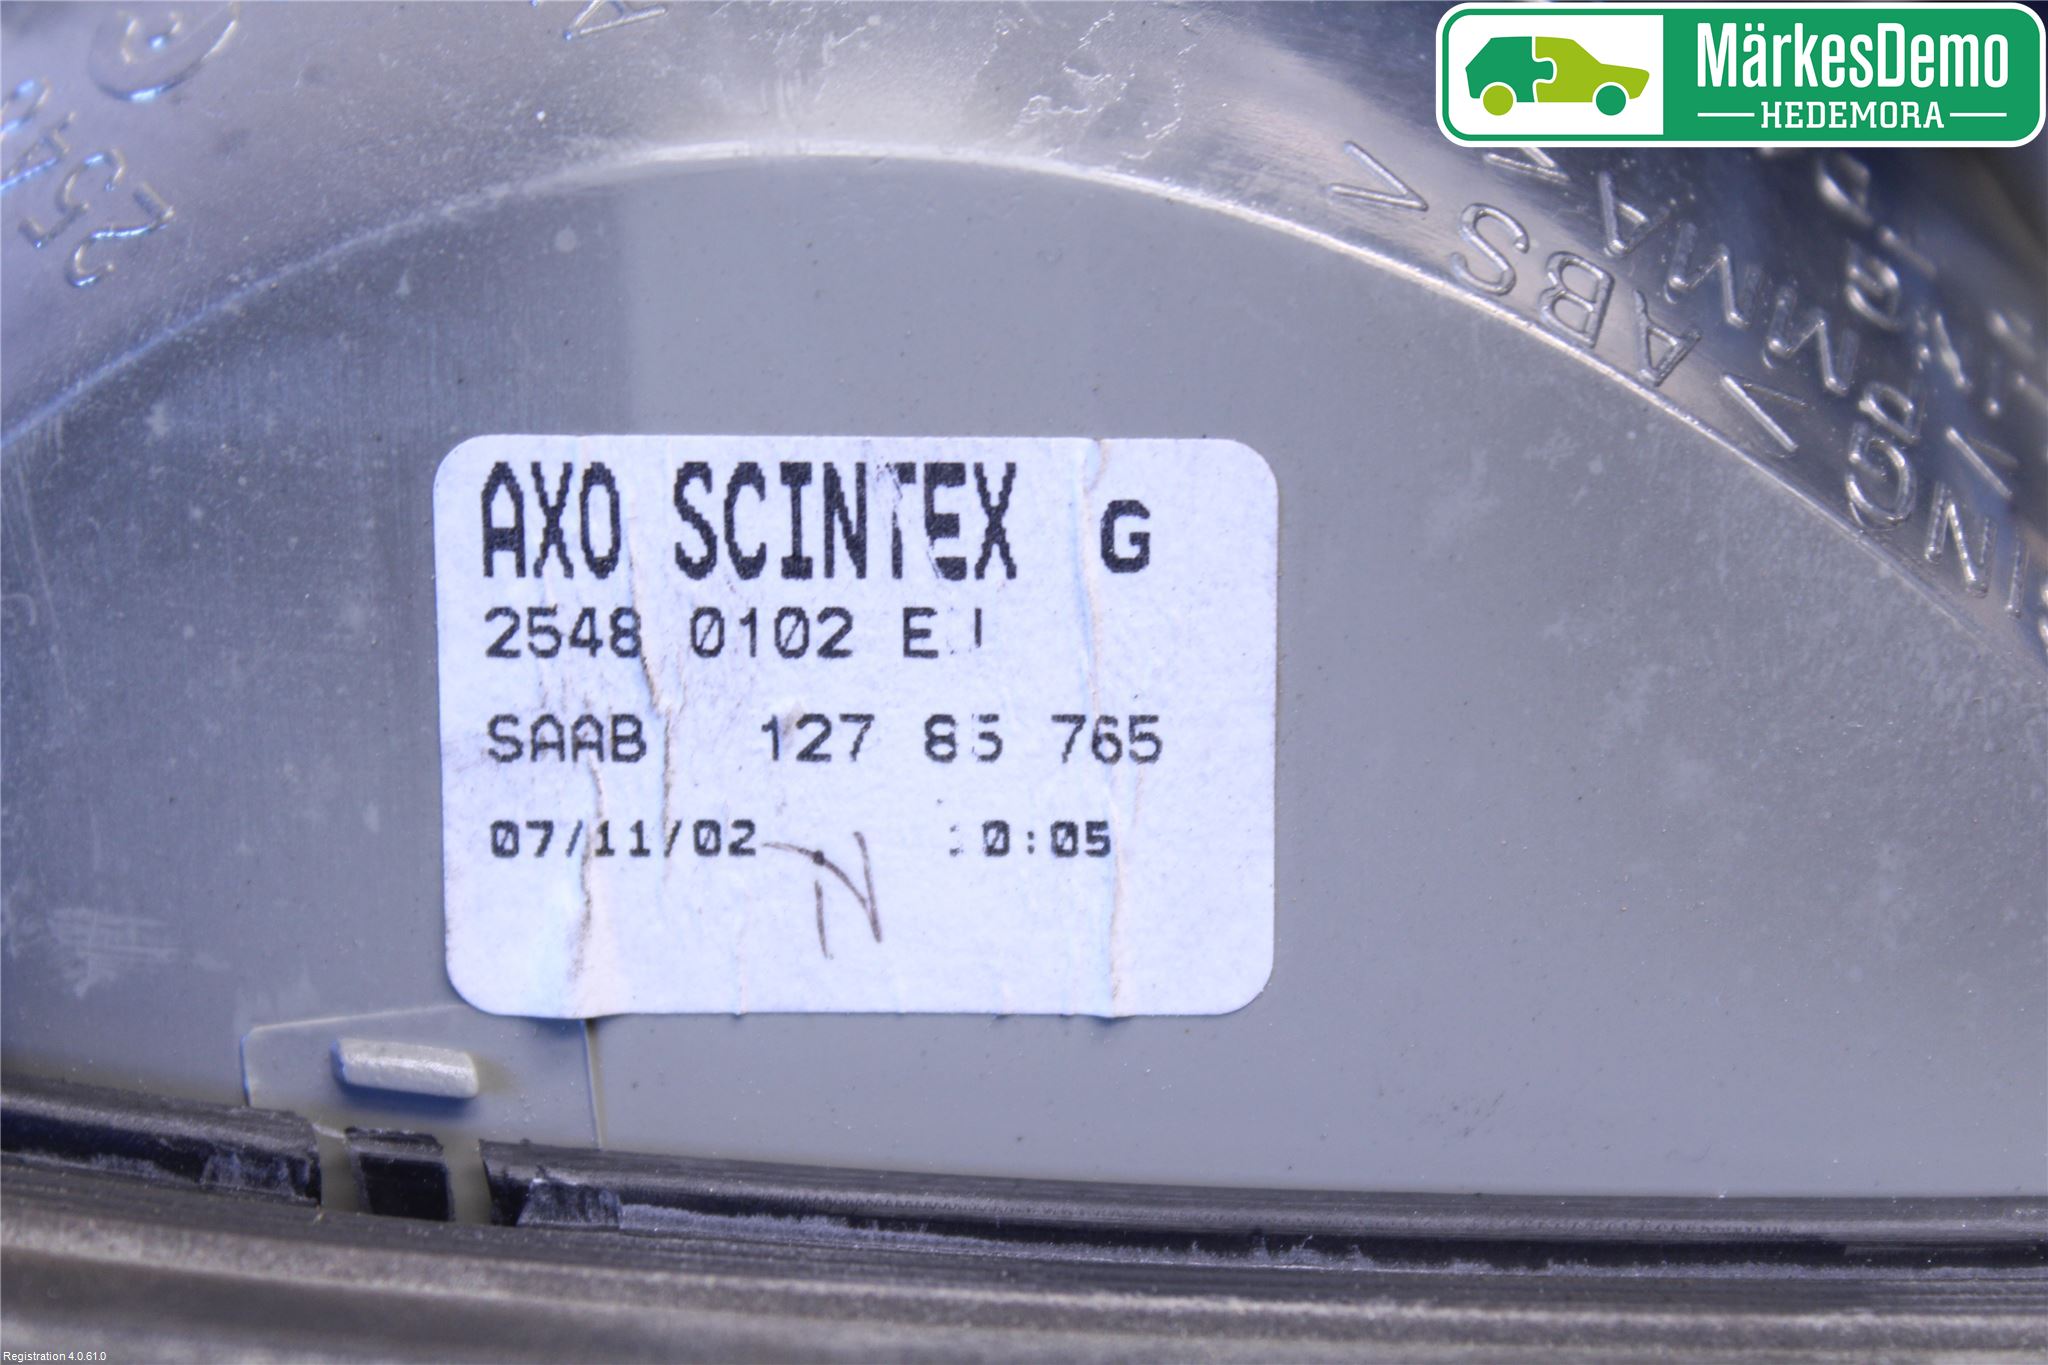 MärkesDemo
HEDEMORA
ABS
AXO SCINTEX G
2548 0102
SAAB 127 85 765
07/11/02 :0:05
N
Registration 4.0.61.0